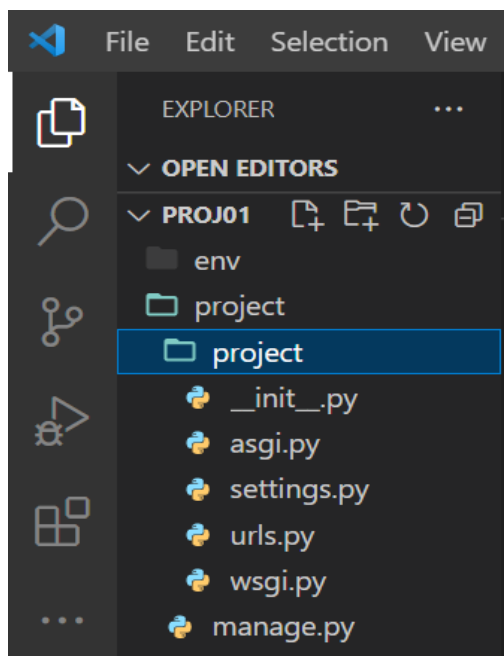 File Edit Selection View
EXPLORER
OPEN EDITORS
PROJ01
env
project
project
__init__.py
asgi.py
settings.py
urls.py
wsgi.py
manage.py